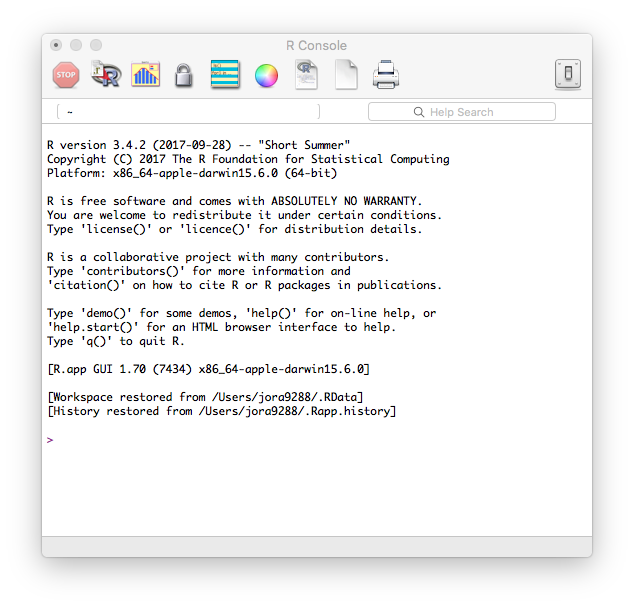 R Console
STOP
R
R
~
Help Search
R version 3.4.2 (2017-09-28) -- "Short Summer"
Copyright (C) 2017 The R Foundation for Statistical Computing
Platform: x86_64-apple-darwin15.6.0 (64-bit)
R is free software and comes with ABSOLUTELY NO WARRANTY.
You are welcome to redistribute it under certain conditions.
Type 'license()' or 'licence()' for distribution details.
R is a collaborative project with many contributors.
Type 'contributors()' for more information and
'citation()' on how to cite R or R packages in publications.
Type 'demo()' for some demos, 'help()' for on-line help, or
'help.start()' for an HTML browser interface to help.
Type 'q()' to quit R.
[R.app GUI 1.70 (7434) x86_64-apple-darwin15.6.0]
[Workspace restored from /Users/jora9288/.RData]
[History restored from /Users/jora9288/.Rapp.history]
>